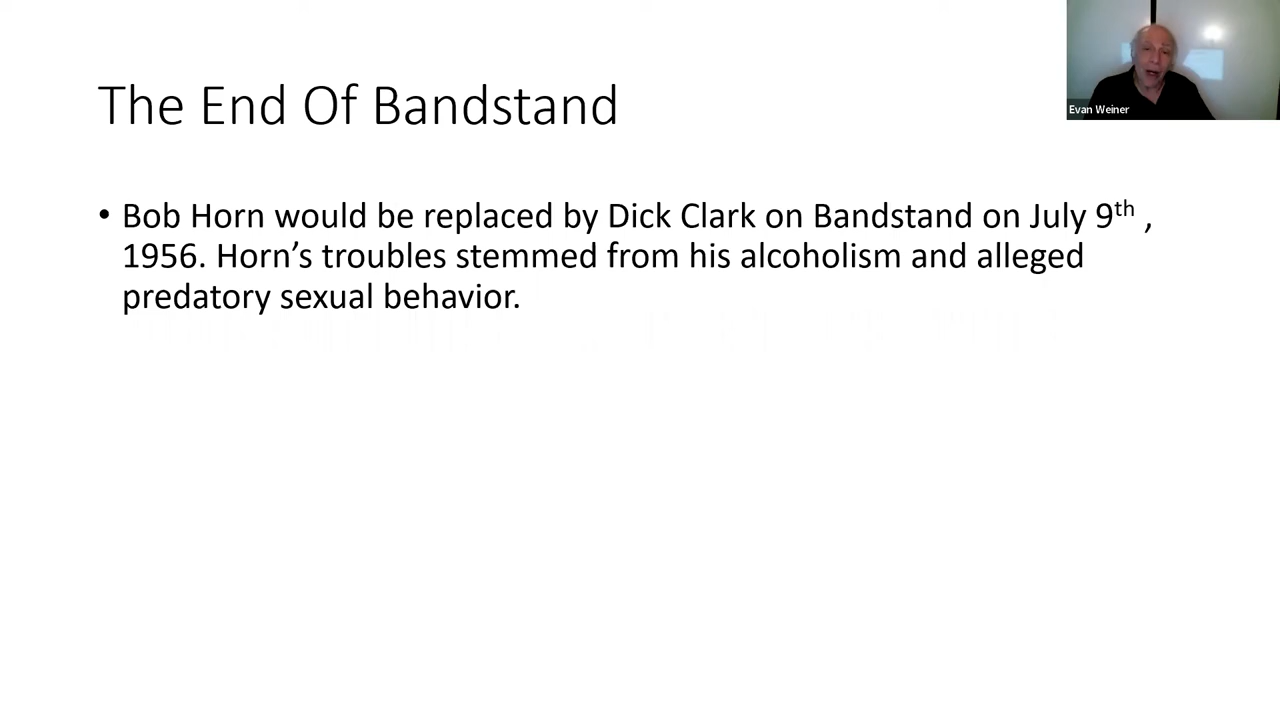 The End Of Bandstand
Evan Weiner
• Bob Horn would be replaced by Dick Clark on Bandstand on July 9th ,
1956. Horn’s troubles stemmed from his alcoholism and alleged
predatory sexual behavior.